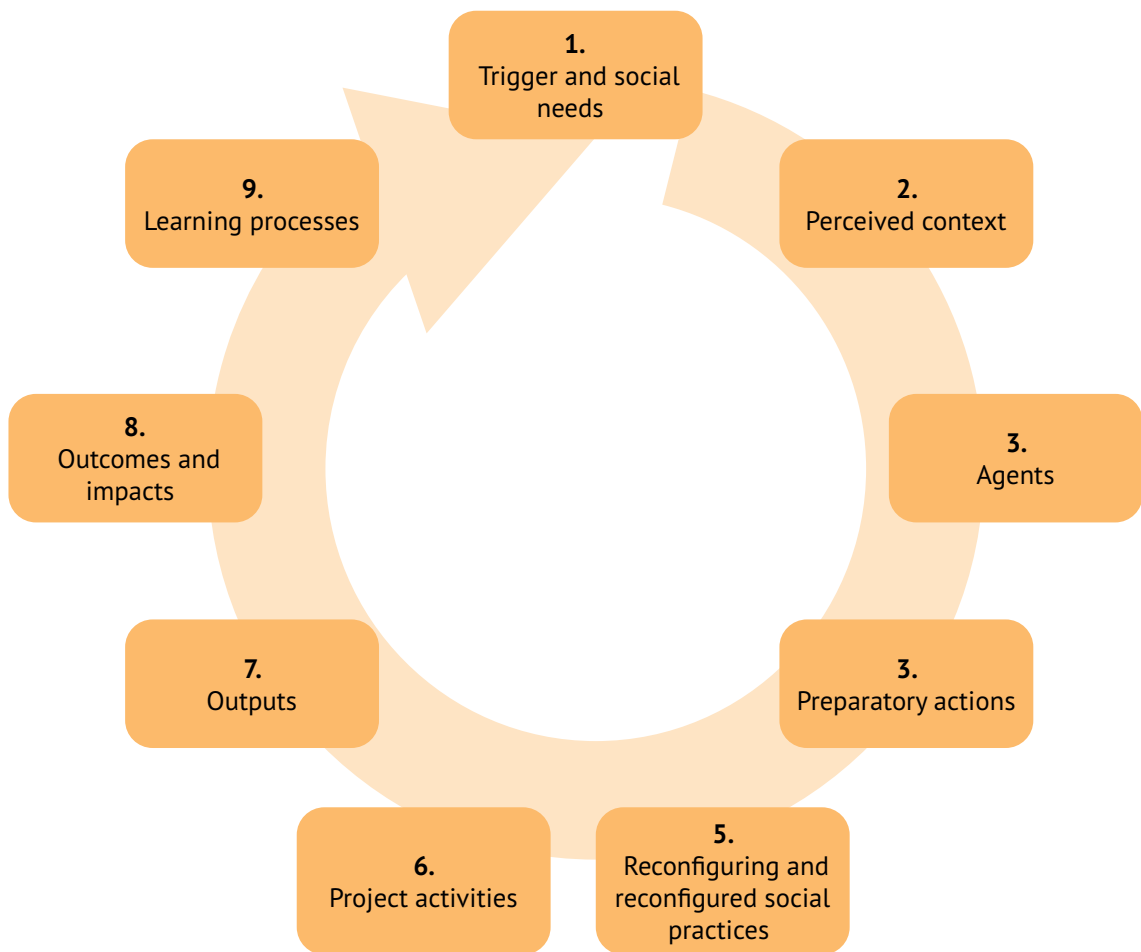 1.
Trigger and social
needs
2.
Perceived context
3.
Agents
3.
Preparatory actions
5.
Reconfiguring and
reconfigured social
practices
6.
Project activities
7.
Outputs
8.
Outcomes and
impacts
9.
Learning processes